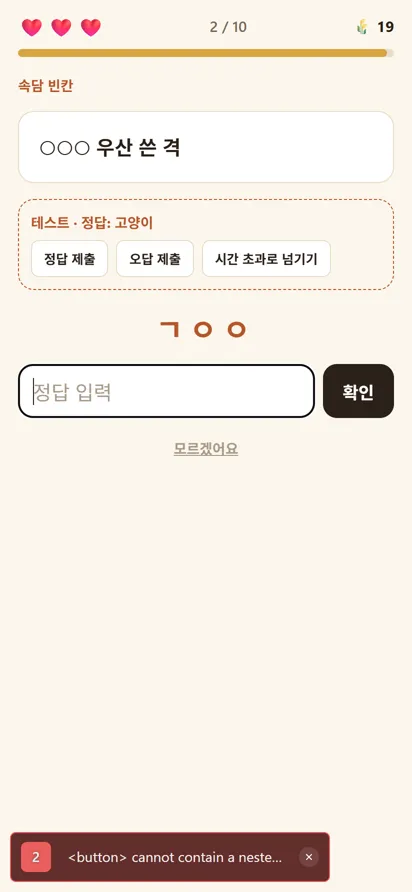 2 / 10
19
속담 빈칸
○○○ 우산 쓴 격
테스트 · 정답: 고양이
정답 제출
오답 제출
시간 초과로 넘기기
ㄱ ㅇ ㅇ
정답 입력
확인
모르겠어요
2
<button> cannot contain a neste...
×